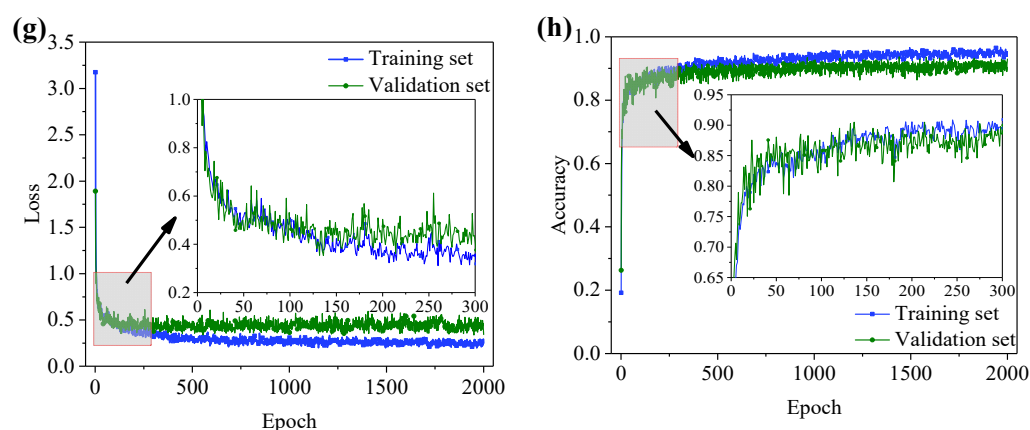 (g)
3.5
3.0
2.5
2.0
1.5
1.0
0.5
0.0
Loss
Training set
Validation set
1.0
0.8
0.6
0.4
0.2
0 50 100 150 200 250 300
0 500 1000 1500 2000
Epoch
(h)
1.0
0.8
0.6
0.4
0.2
0.0
Accuracy
0.95
0.90
0.85
0.80
0.75
0.70
0.65
0 50 100 150 200 250 300
Training set
Validation set
0 500 1000 1500 2000
Epoch